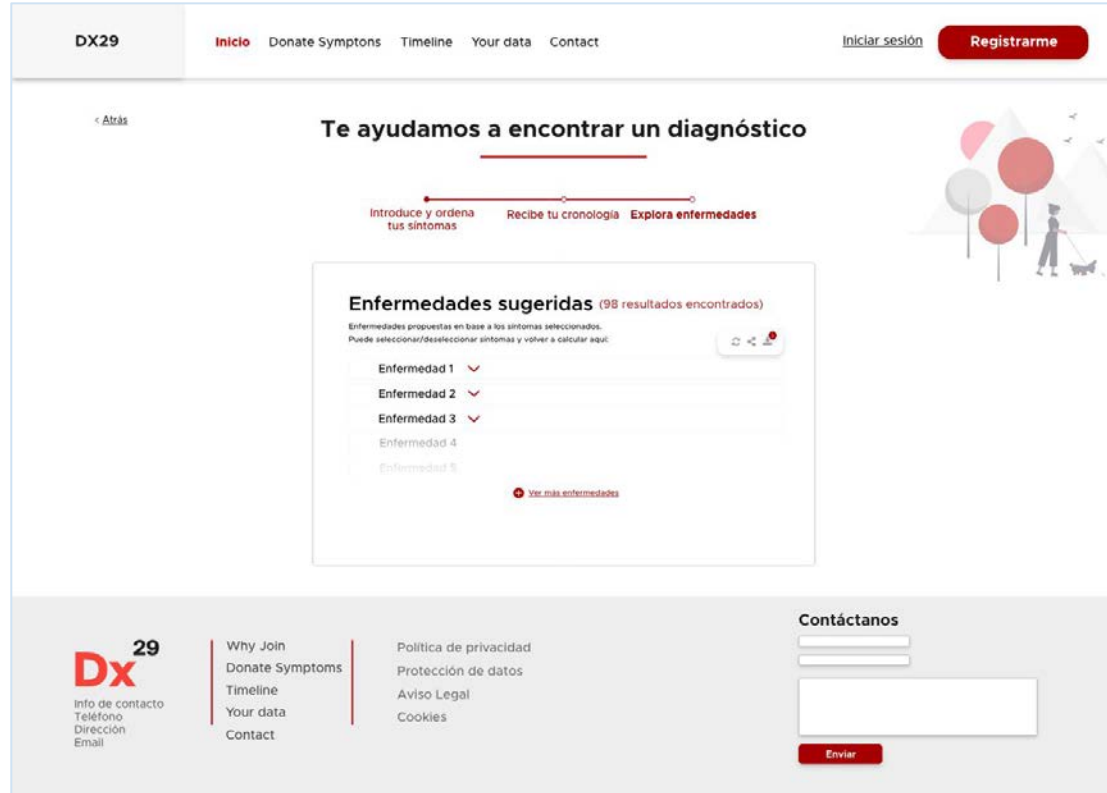 DX29
Inicio Donate Symptons Timeline Your data Contact
Iniciar sesión
Registrarme
< Atrás
Te ayudamos a encontrar un diagnóstico
Introduce y ordena
tus síntomas
Recibe tu cronología
Explora enfermedades
Enfermedades sugeridas (98 resultados encontrados)
Enfermedades propuestas en base a los síntomas seleccionados.
Puede seleccionar/deseleccionar síntomas y volver a calcular aquí:
Enfermedad 1
Enfermedad 2
Enfermedad 3
Enfermedad 4
Enfermedad 5
Ver más enfermedades
Dx29
Info de contacto
Teléfono
Dirección
Email
Why Join
Donate Symptoms
Timeline
Your data
Contact
Política de privacidad
Protección de datos
Aviso Legal
Cookies
Contáctanos
Enviar